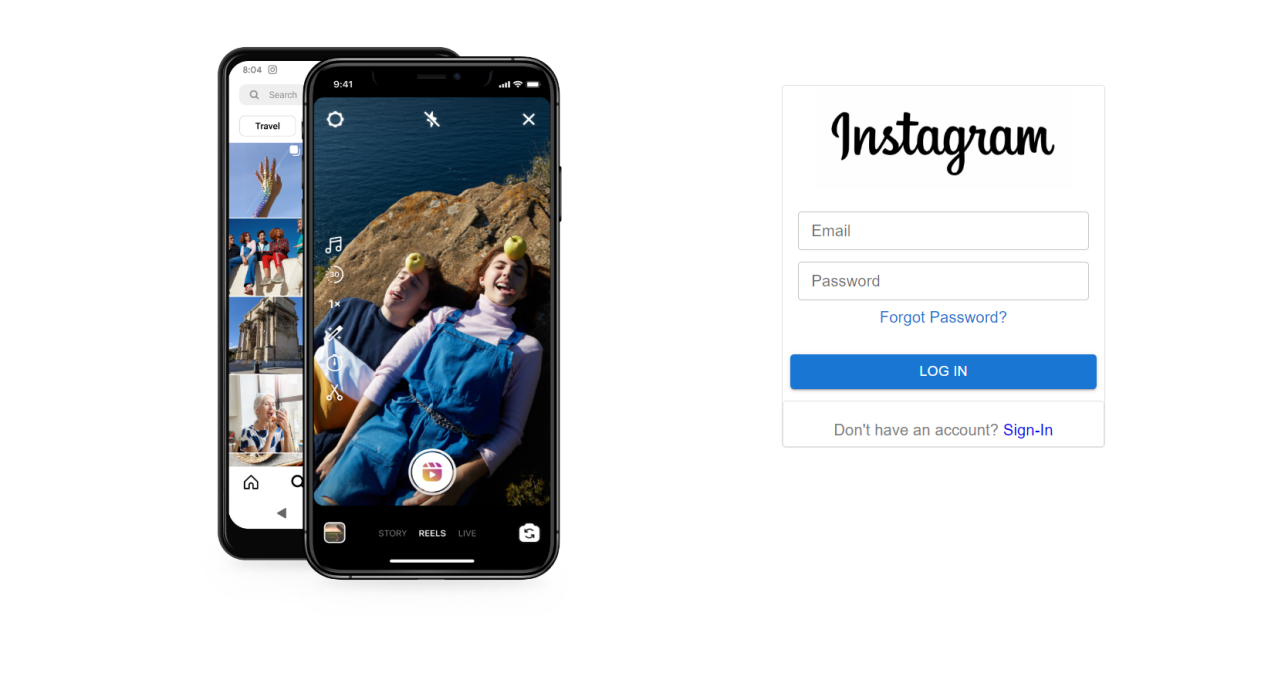 8:04
Search
Travel
9:41
30
1×
STORY REELS LIVE
Instagram
Email
Password
Forgot Password?
LOG IN
Don't have an account? Sign-In